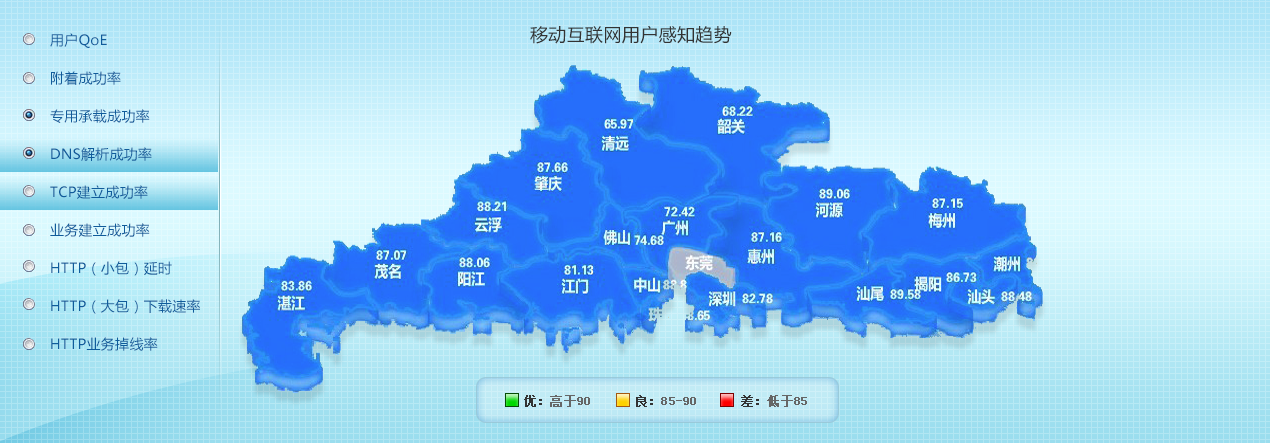 移动互联网用户感知趋势
用户QoE
附着成功率
专用承载成功率
DNS解析成功率
TCP建立成功率
业务建立成功率
HTTP（小包）延时
HTTP（大包）下载速率
HTTP业务掉线率
68.22
韶关
65.97
清远
87.66
肇庆
89.06
河源
87.15
梅州
88.21
云浮
72.42
广州
佛山 74.68
87.16
惠州
87.07
茂名
88.06
阳江
81.13
江门
东莞
潮州
83.86
湛江
中山
深圳 82.78
汕尾 89.58
揭阳 86.73
汕头 88.48
优：高于90
良：85-90
差：低于85